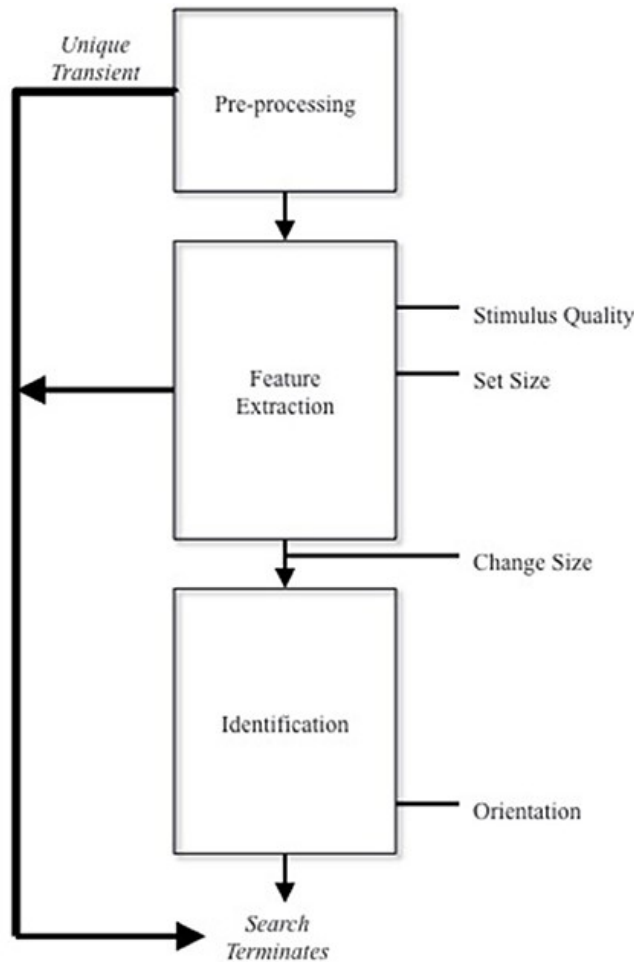 Unique
Transient
Pre-processing
Stimulus Quality
Feature
Extraction
Set Size
Change Size
Identification
Orientation
Search
Terminates